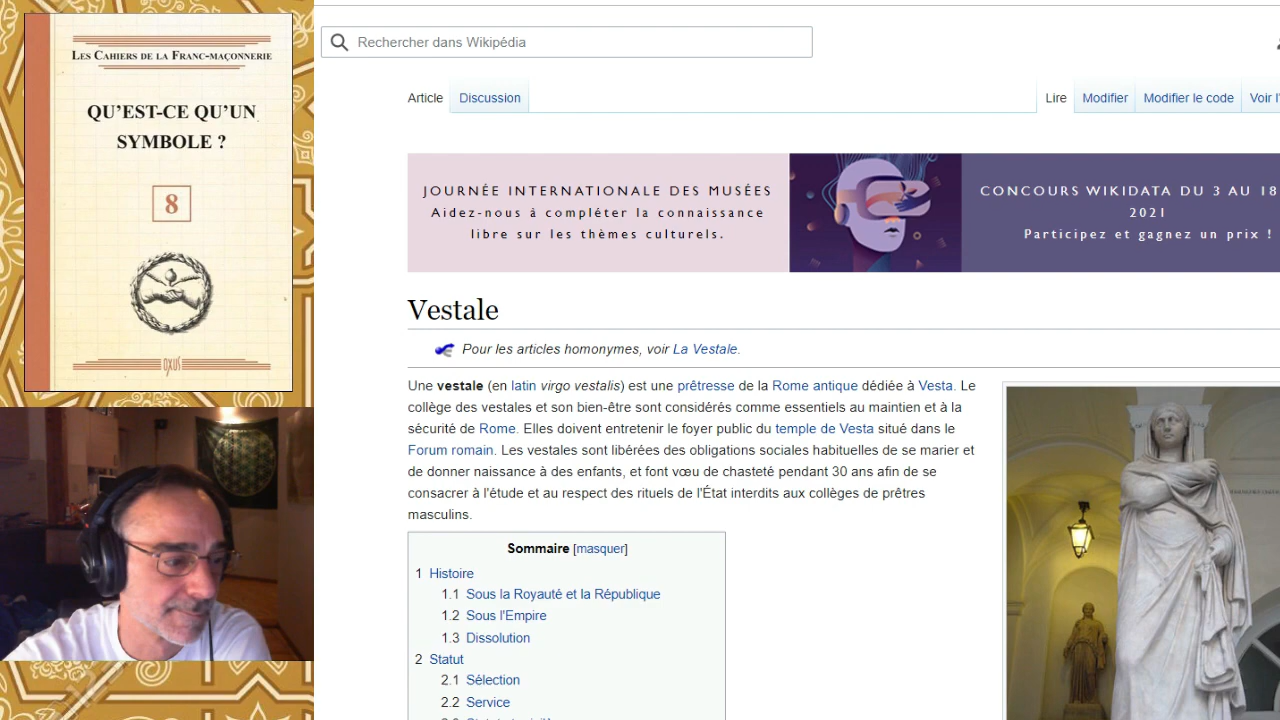 LES CAHIERS DE LA FRANC-MAÇONNERIE
QU'EST-CE QU'UN
SYMBOLE ?
8
OXUS
Rechercher dans Wikipédia
Article Discussion Lire Modifier Modifier le code Voir
JOURNÉE INTERNATIONALE DES MUSÉES
Aidez-nous à compléter la connaissance
libre sur les thèmes culturels.
CONCOURS WIKIDATA DU 3 AU 18
2021
Participez et gagnez un prix !
Vestale
Pour les articles homonymes, voir La Vestale.
Une vestale (en latin virgo vestalis) est une prêtresse de la Rome antique dédiée à Vesta. Le
collège des vestales et son bien-être sont considérés comme essentiels au maintien et à la
sécurité de Rome. Elles doivent entretenir le foyer public du temple de Vesta situé dans le
Forum romain. Les vestales sont libérées des obligations sociales habituelles de se marier et
de donner naissance à des enfants, et font vœu de chasteté pendant 30 ans afin de se
consacrer à l'étude et au respect des rituels de l'État interdits aux collèges de prêtres
masculins.
Sommaire [masquer]
1 Histoire
1.1 Sous la Royauté et la République
1.2 Sous l'Empire
1.3 Dissolution
2 Statut
2.1 Sélection
2.2 Service